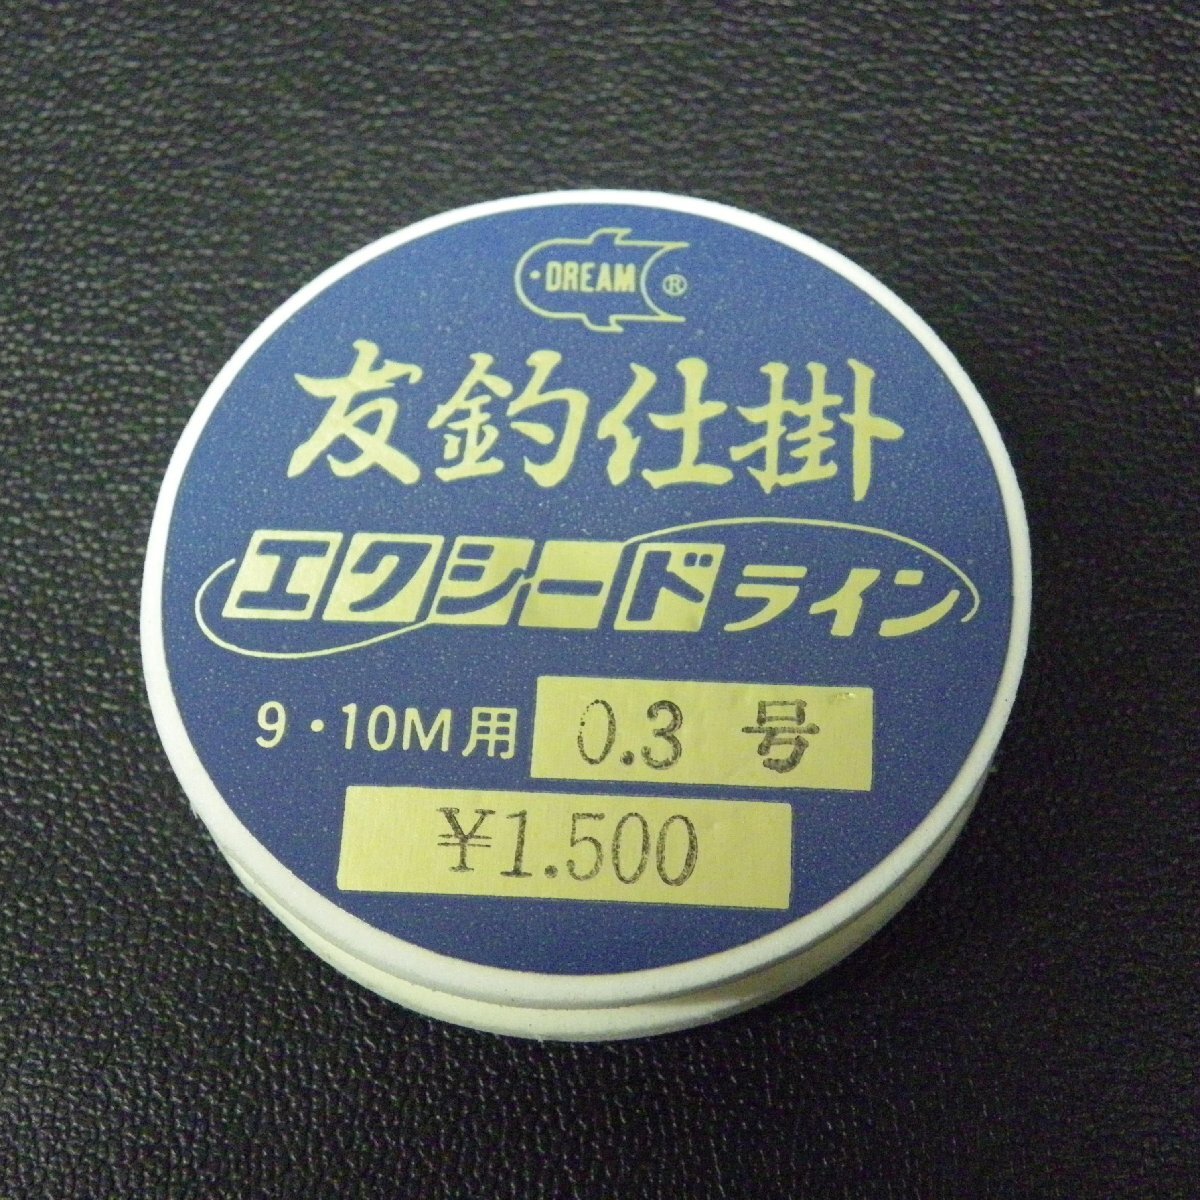 DREAM ®
友釣仕掛
エクシードライン
9・10M用 0.3 号
¥1.500